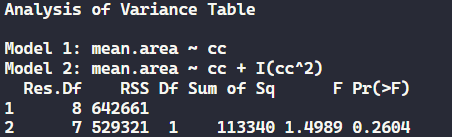 Analysis of Variance Table
Model 1: mean.area ~ cc
Model 2: mean.area ~ cc + I(cc^2)
  Res.Df    RSS Df Sum of Sq      F Pr(>F)
1      8 642661
2      7 529321  1    113340 1.4989 0.2604